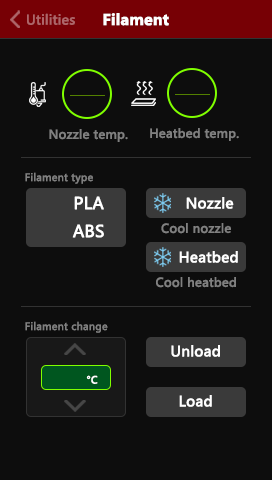 Utilities
Filament
Nozzle temp.
Heatbed temp.
Filament type
PLA
ABS
Nozzle
Cool nozzle
Heatbed
Cool heatbed
Filament change
°C
Unload
Load